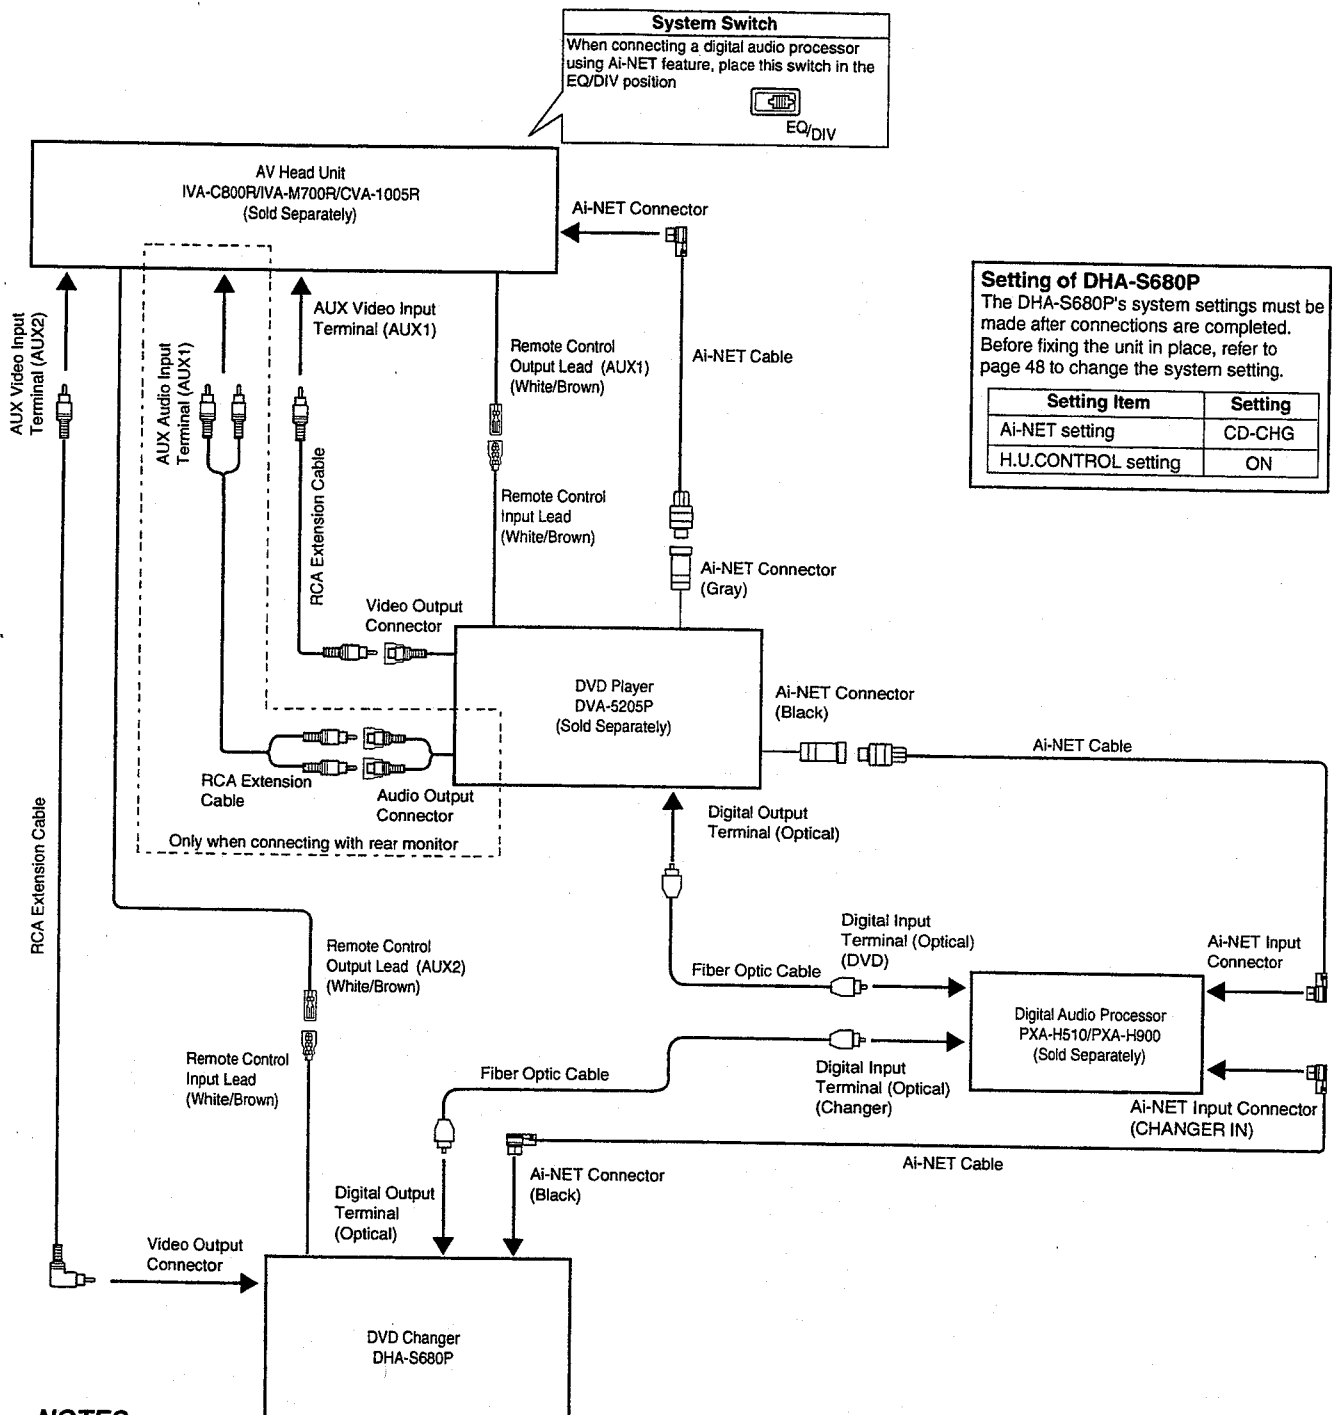 System Switch
When connecting a digital audio processor
using Ai-NET feature, place this switch in the
EQ/DIV position
EQ/DIV
AV Head Unit
IVA-C800R/IVA-M700R/CVA-1005R
(Sold Separately)
Ai-NET Connector
Setting of DHA-S680P
The DHA-S680P's system settings must be
made after connections are completed.
Before fixing the unit in place, refer to
page 48 to change the system setting.
Setting Item Setting
Ai-NET setting CD-CHG
H.U.CONTROL setting ON
AUX Video Input
Terminal (AUX2)
AUX Audio Input
Terminal (AUX1)
AUX Video Input
Terminal (AUX1)
Remote Control
Output Lead (AUX1)
(White/Brown)
Ai-NET Cable
RCA Extension Cable
Remote Control
Input Lead
(White/Brown)
Ai-NET Connector
(Gray)
Video Output
Connector
DVD Player
DVA-5205P
(Sold Separately)
Ai-NET Connector
(Black)
Ai-NET Cable
RCA Extension
Cable
Audio Output
Connector
Only when connecting with rear monitor
Digital Output
Terminal (Optical)
RCA Extension Cable
Remote Control
Output Lead (AUX2)
(White/Brown)
Digital Input
Terminal (Optical)
(DVD)
Fiber Optic Cable
Ai-NET Input
Connector
Digital Audio Processor
PXA-H510/PXA-H900
(Sold Separately)
Remote Control
Input Lead
(White/Brown)
Fiber Optic Cable
Digital Input
Terminal (Optical)
(Changer)
Ai-NET Input Connector
(CHANGER IN)
Ai-NET Cable
Digital Output
Terminal
(Optical)
Ai-NET Connector
(Black)
Video Output
Connector
DVD Changer
DHA-S680P
NOTES